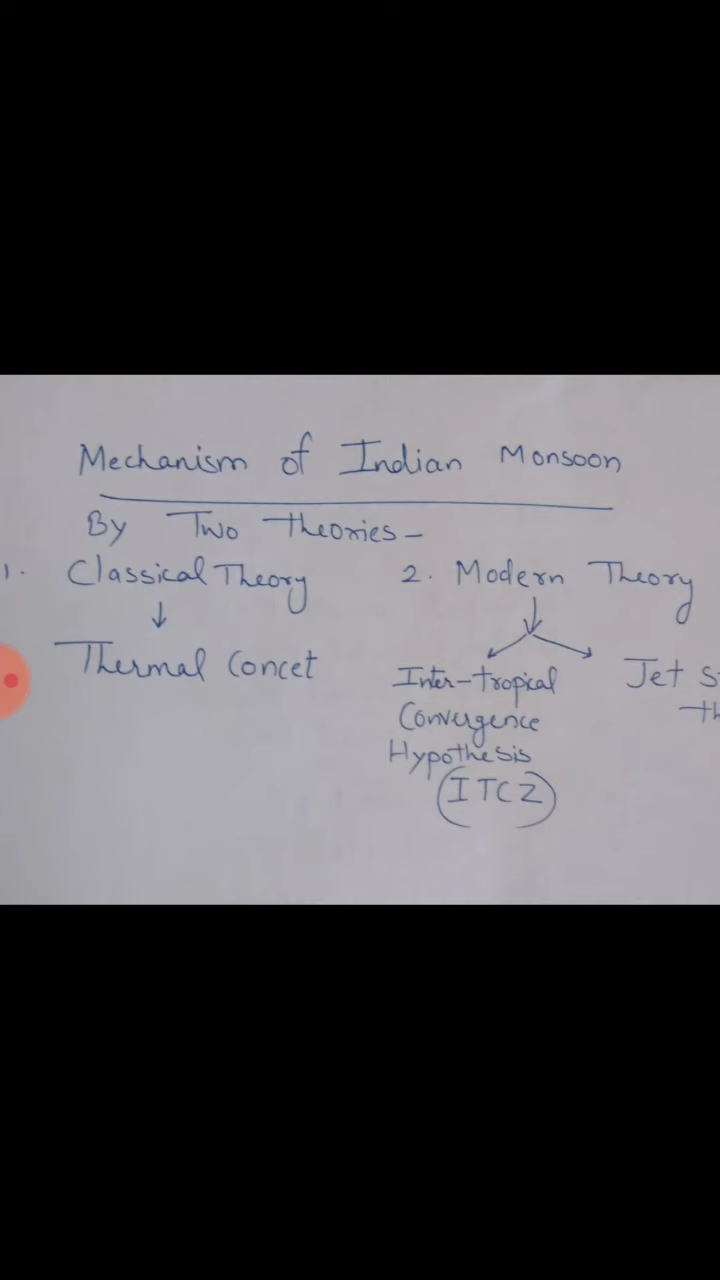 Mechanism of Indian Monsoon
By Two Theories-
1. Classical Theory
Thermal Concet
2. Modern Theory
Inter-tropical
Convergence
Hypothesis
(ITCZ)
Jet